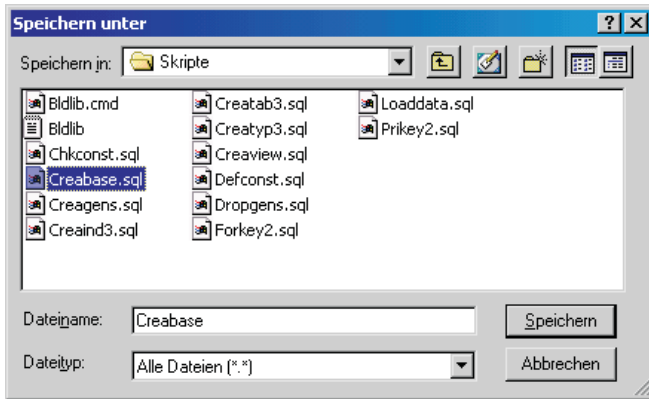 Speichern unter
Speichern in: Skripte
Bldlib.cmd
Bldlib
Chkconst.sql
Creabase.sql
Creagens.sql
Creaind3.sql
Creatab3.sql
Creatyp3.sql
Creaview.sql
Defconst.sql
Dropgens.sql
Forkey2.sql
Loaddata.sql
Prikey2.sql
Dateiname: Creabase Speichern
Dateityp: Alle Dateien (*.*) Abbrechen